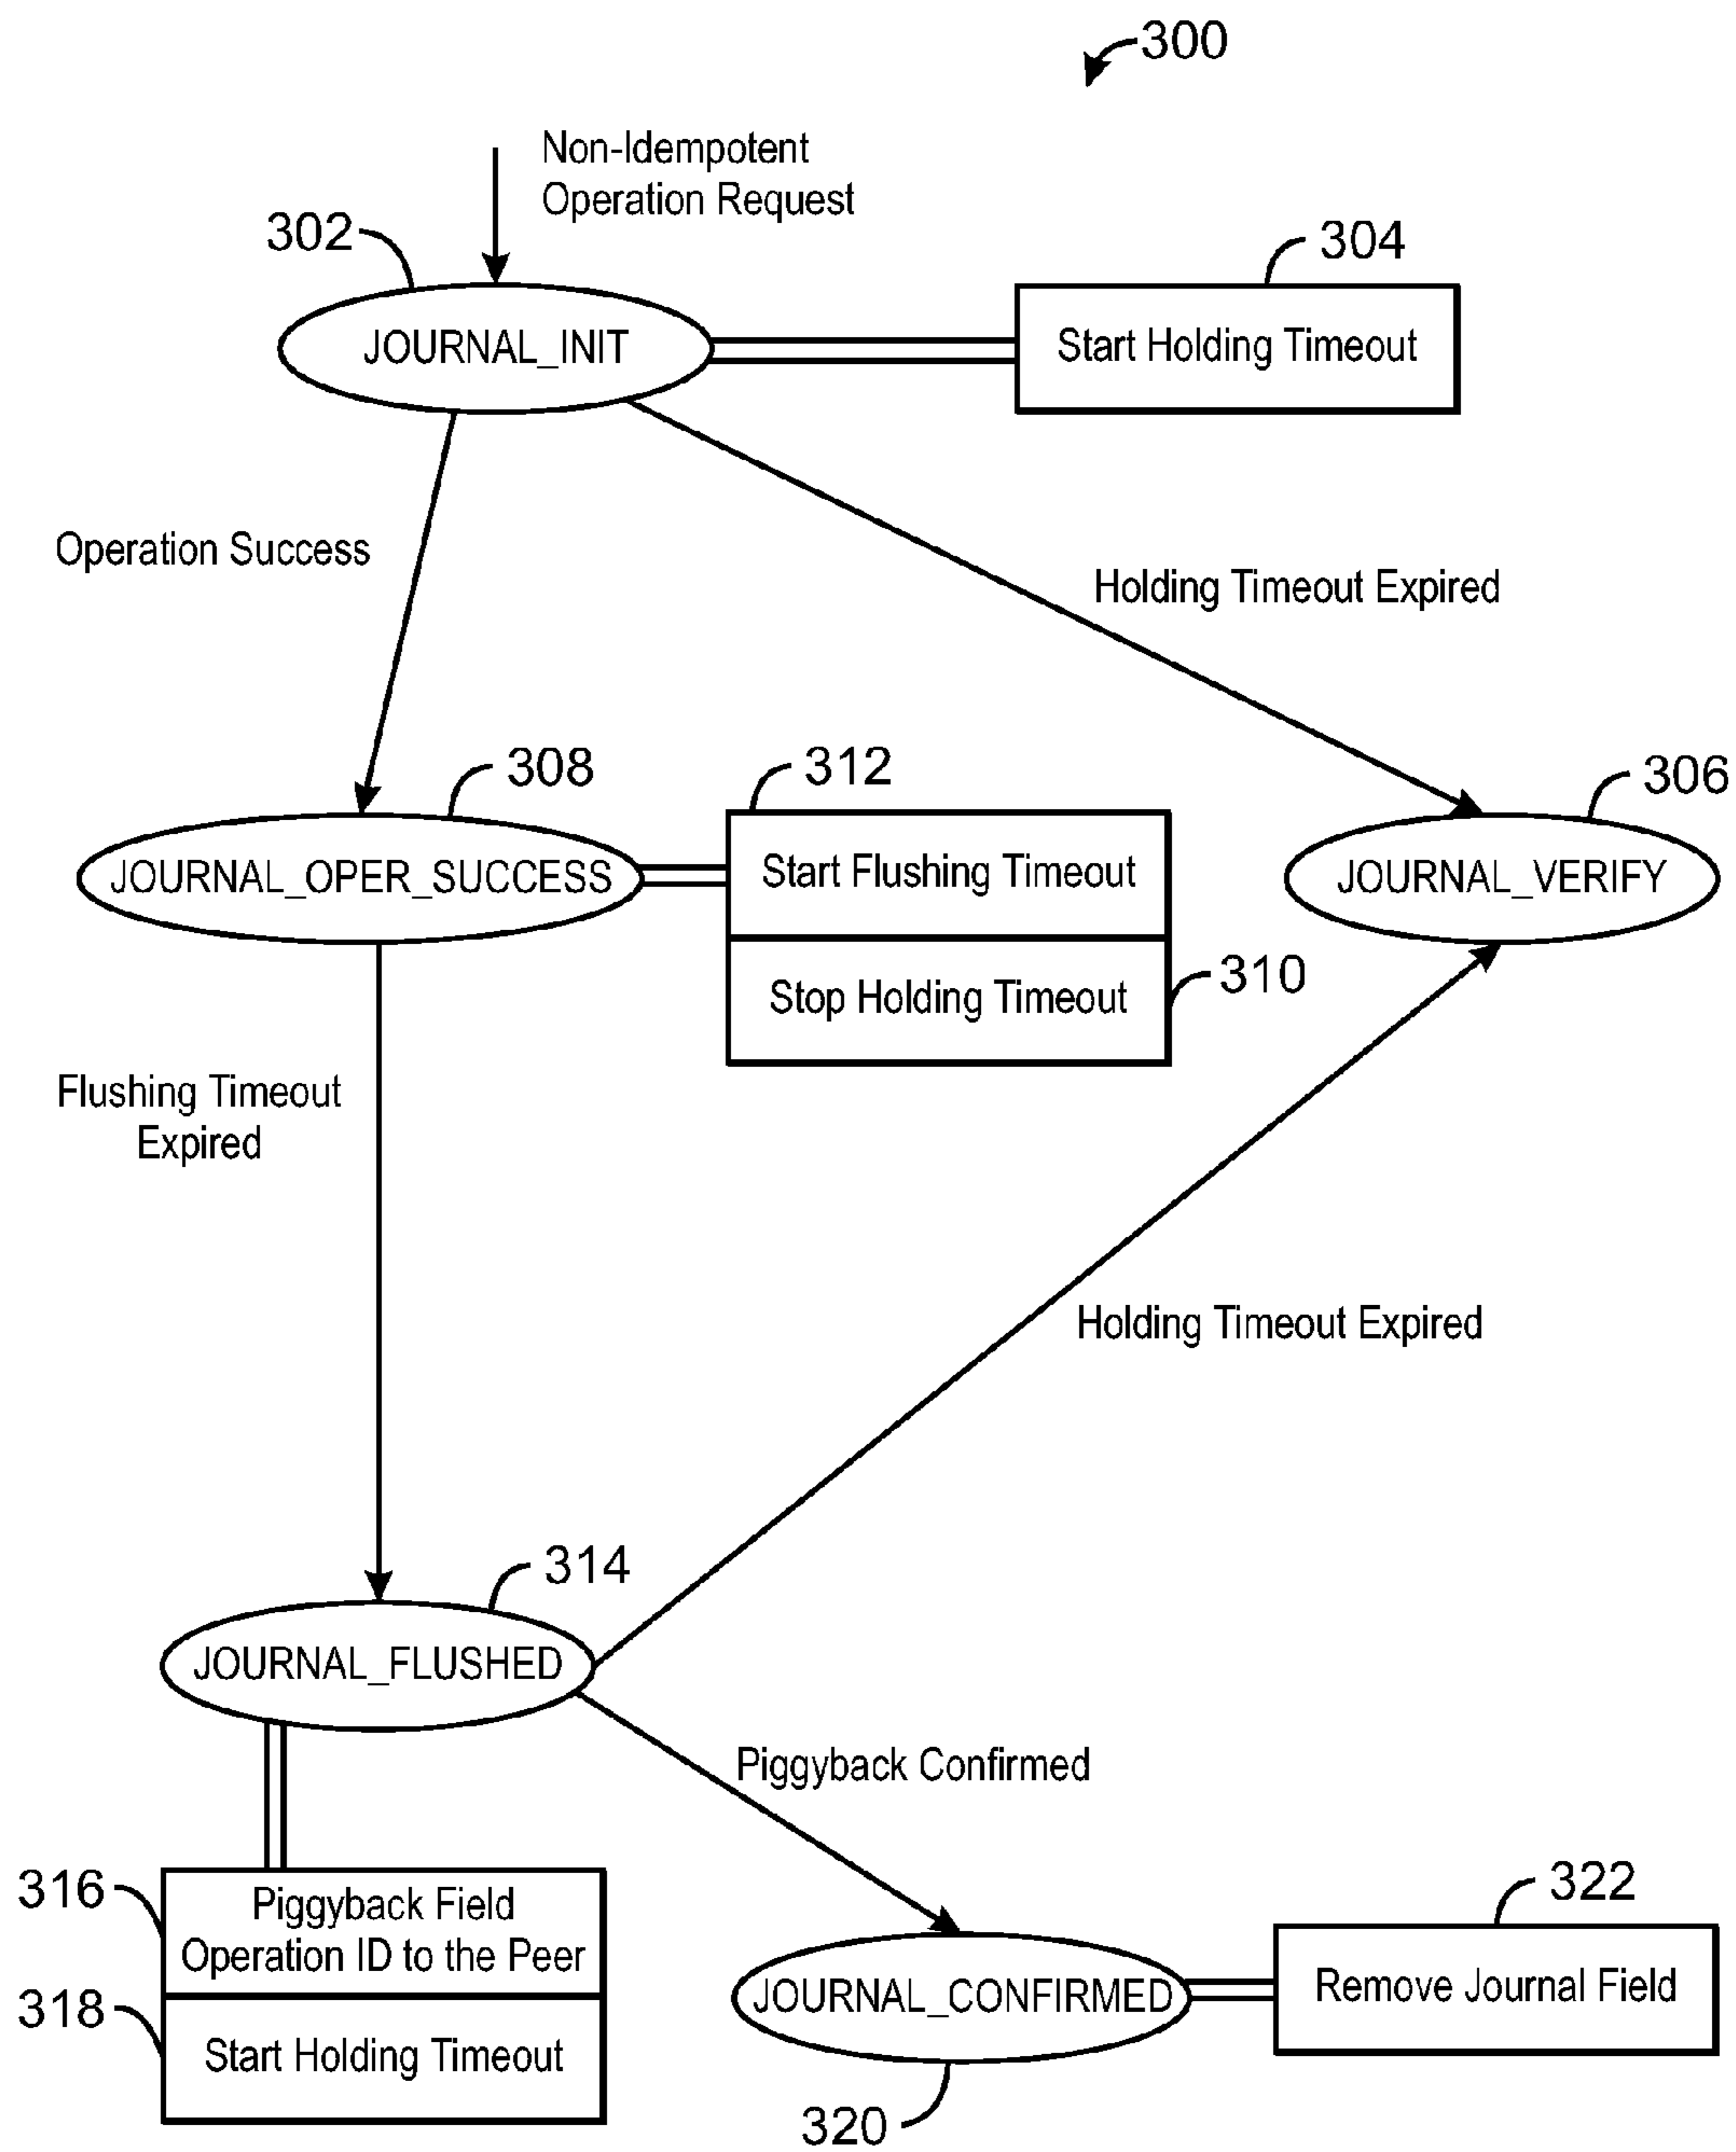 300
Non-Idempotent
Operation Request
302
304
JOURNAL_INIT
Start Holding Timeout
Operation Success
Holding Timeout Expired
308
312
306
JOURNAL_OPER_SUCCESS
Start Flushing Timeout
JOURNAL_VERIFY
Stop Holding Timeout
310
Flushing Timeout
Expired
Holding Timeout Expired
314
JOURNAL_FLUSHED
Piggyback Confirmed
316
Piggyback Field
Operation ID to the Peer
322
318
Start Holding Timeout
JOURNAL_CONFIRMED
Remove Journal Field
320